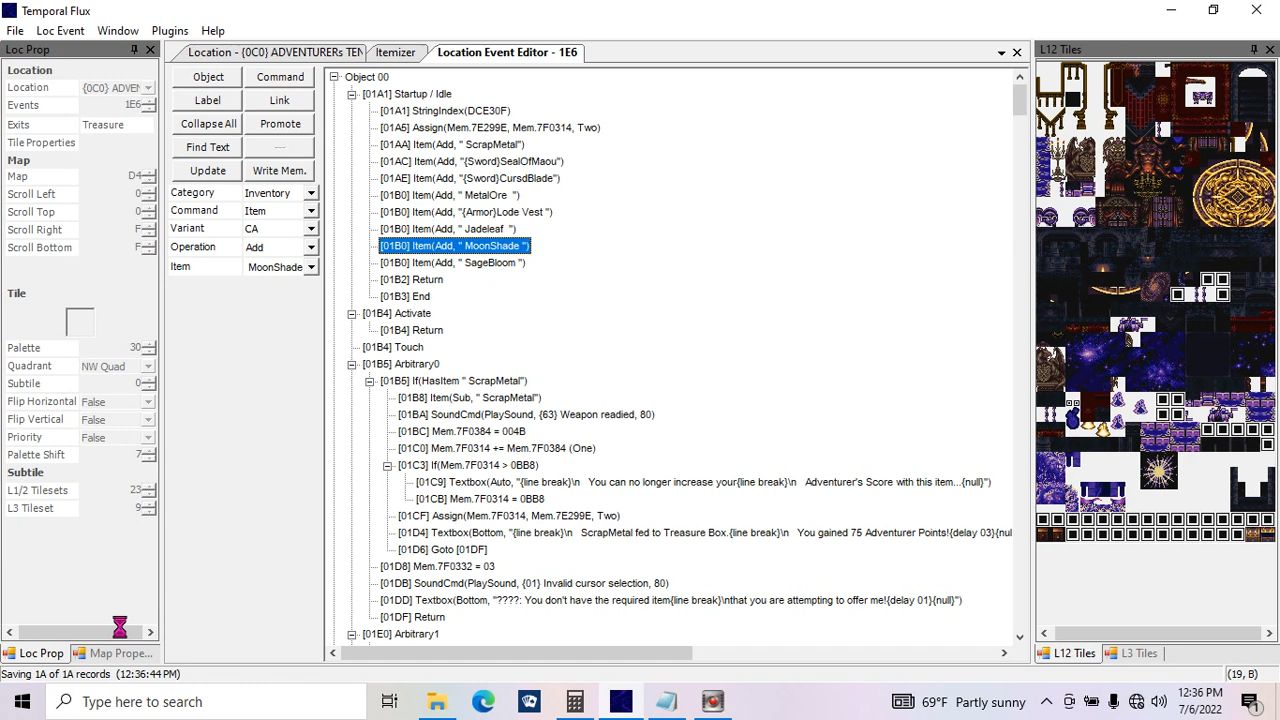 Temporal Flux
File Loc Event Window Plugins Help
Loc Prop
Location - {0C0} ADVENTURERs TEN Itemizer Location Event Editor - 1E6
L12 Tiles
Location
Location {0C0} ADVEN
Events 1E6
Exits Treasure
Tile Properties
Map
Map D4
Scroll Left 0
Scroll Top 0
Scroll Right F
Scroll Bottom F
Tile
Palette 30
Quadrant NW Quad
Subtile 0
Flip Horizontal False
Flip Vertical False
Priority False
Palette Shift 7
Subtile
L1/2 Tilesets 23
L3 Tileset 9
Loc Prop Map Prope...
Object Command
Label Link
Collapse All Promote
Find Text ---
Update Write Mem.
Category Inventory
Command Item
Variant CA
Operation Add
Item MoonShade
Object 00
[01A1] Startup / Idle
[01A1] StringIndex(DCE30F)
[01A5] Assign(Mem.7E299E, Mem.7F0314, Two)
[01AA] Item(Add, " ScrapMetal")
[01AC] Item(Add, "{Sword}SealOfMaou")
[01AE] Item(Add, "{Sword}CursdBlade")
[01B0] Item(Add, " MetalOre  ")
[01B0] Item(Add, "{Armor}Lode Vest ")
[01B0] Item(Add, " Jadeleaf  ")
[01B0] Item(Add, " MoonShade ")
[01B0] Item(Add, " SageBloom ")
[01B2] Return
[01B3] End
[01B4] Activate
[01B4] Return
[01B4] Touch
[01B5] Arbitrary0
[01B5] If(HasItem " ScrapMetal")
[01B8] Item(Sub, " ScrapMetal")
[01BA] SoundCmd(PlaySound, {63} Weapon readied, 80)
[01BC] Mem.7F0384 = 004B
[01C0] Mem.7F0314 += Mem.7F0384 (One)
[01C3] If(Mem.7F0314 > 0BB8)
[01C9] Textbox(Auto, "{line break}\n   You can no longer increase your{line break}\n   Adventurer's Score with this item...{null}")
[01CB] Mem.7F0314 = 0BB8
[01CF] Assign(Mem.7F0314, Mem.7E299E, Two)
[01D4] Textbox(Bottom, "{line break}\n   ScrapMetal fed to Treasure Box.{line break}\n   You gained 75 Adventurer Points!{delay 03}{nul
[01D6] Goto [01DF]
[01D8] Mem.7F0332 = 03
[01DB] SoundCmd(PlaySound, {01} Invalid cursor selection, 80)
[01DD] Textbox(Bottom, "????: You don't have the required item{line break}\nthat you are attempting to offer me!{delay 01}{null}")
[01DF] Return
[01E0] Arbitrary1
L12 Tiles L3 Tiles
Saving 1A of 1A records (12:36:44 PM) (19, B)
Type here to search
69°F Partly sunny
12:36 PM
7/6/2022
1